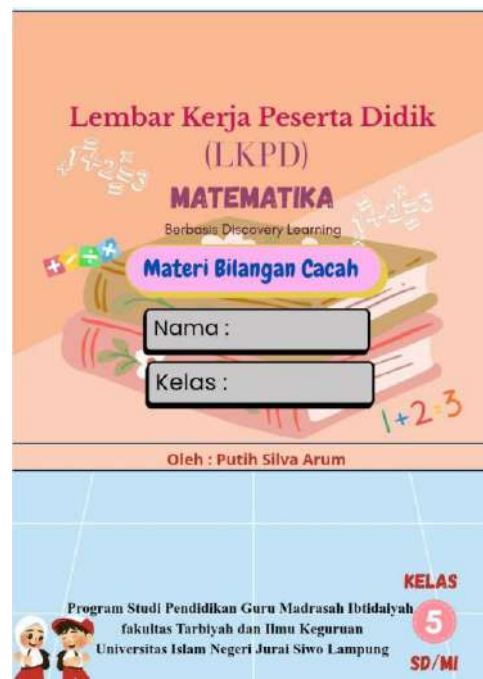 Lembar Kerja Peserta Didik
(LKPD)
MATEMATIKA
Berbasis Discovery Learning
Materi Bilangan Cacah
Nama :
Kelas :
1+2=3
Oleh : Putih Silva Arum
KELAS
5
SD/MI
Program Studi Pendidikan Guru Madrasah Ibtidaiyah
fakultas Tarbiyah dan Ilmu Keguruan
Universitas Islam Negeri Jurai Siwo Lampung